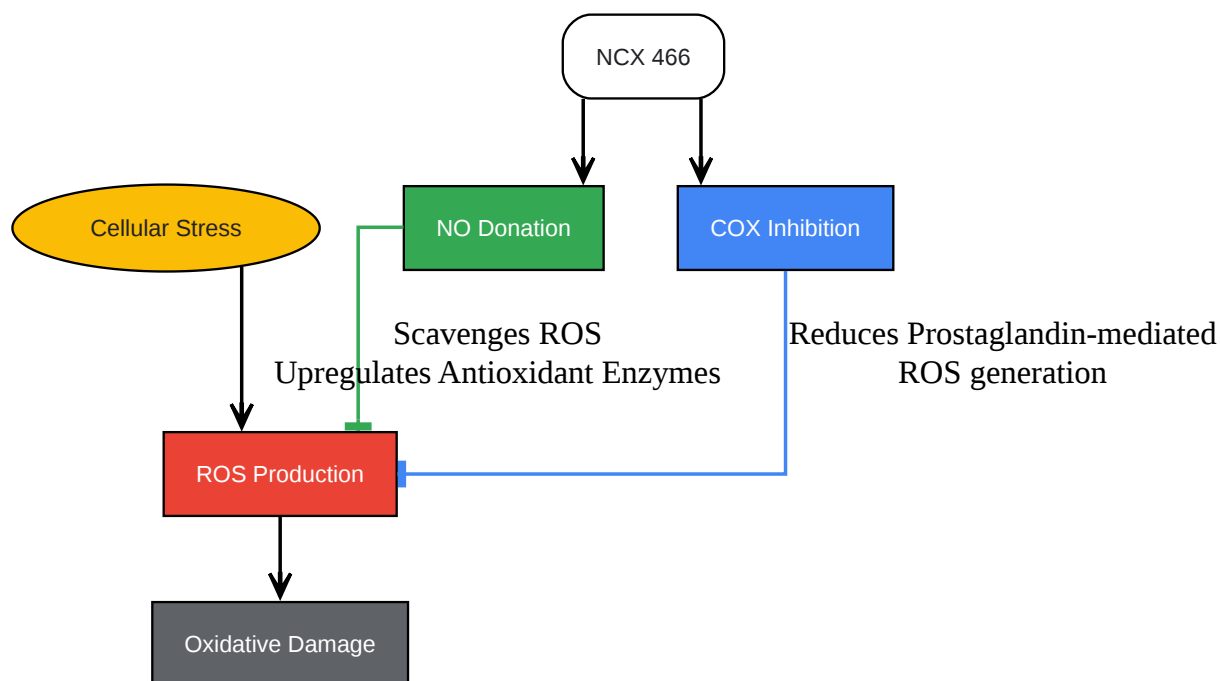 NCX 466
Cellular Stress
NO Donation
COX Inhibition
Scavenges ROS
Upregulates Antioxidant Enzymes
Reduces Prostaglandin-mediated
ROS generation
ROS Production
Oxidative Damage